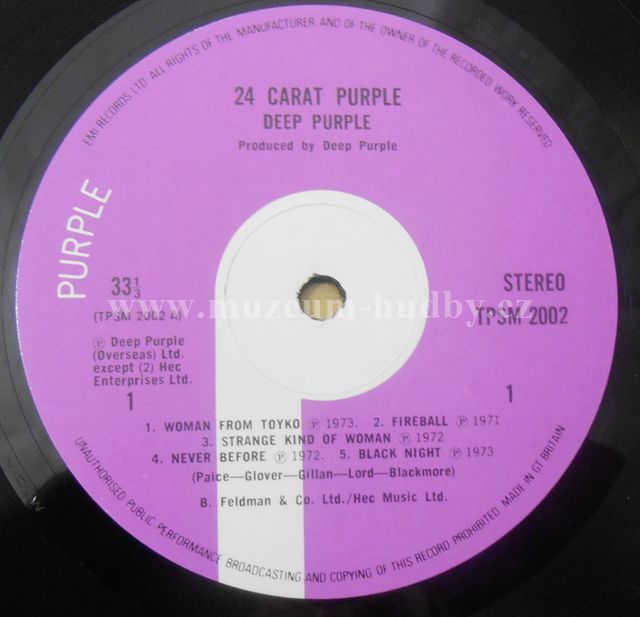 EMI RECORDS LTD. ALL RIGHTS OF THE MANUFACTURER AND OF THE OWNER OF THE RECORDED WORK RESERVED
24 CARAT PURPLE
DEEP PURPLE
Produced by Deep Purple
PURPLE
33⅓
STEREO
(TPSM 2002 A)
TPSM 2002
www.muzeum-hudby.cz
℗ Deep Purple
(Overseas) Ltd.
except (2) Hec
Enterprises Ltd.
1
1
1. WOMAN FROM TOYKO ℗ 1973. 2. FIREBALL ℗ 1971
3. STRANGE KIND OF WOMAN ℗ 1972
4. NEVER BEFORE ℗ 1972. 5. BLACK NIGHT ℗ 1973
(Paice—Glover—Gillan—Lord—Blackmore)
B. Feldman & Co. Ltd./Hec Music Ltd.
UNAUTHORISED PUBLIC PERFORMANCE BROADCASTING AND COPYING OF THIS RECORD PROHIBITED MADE IN GT BRITAIN